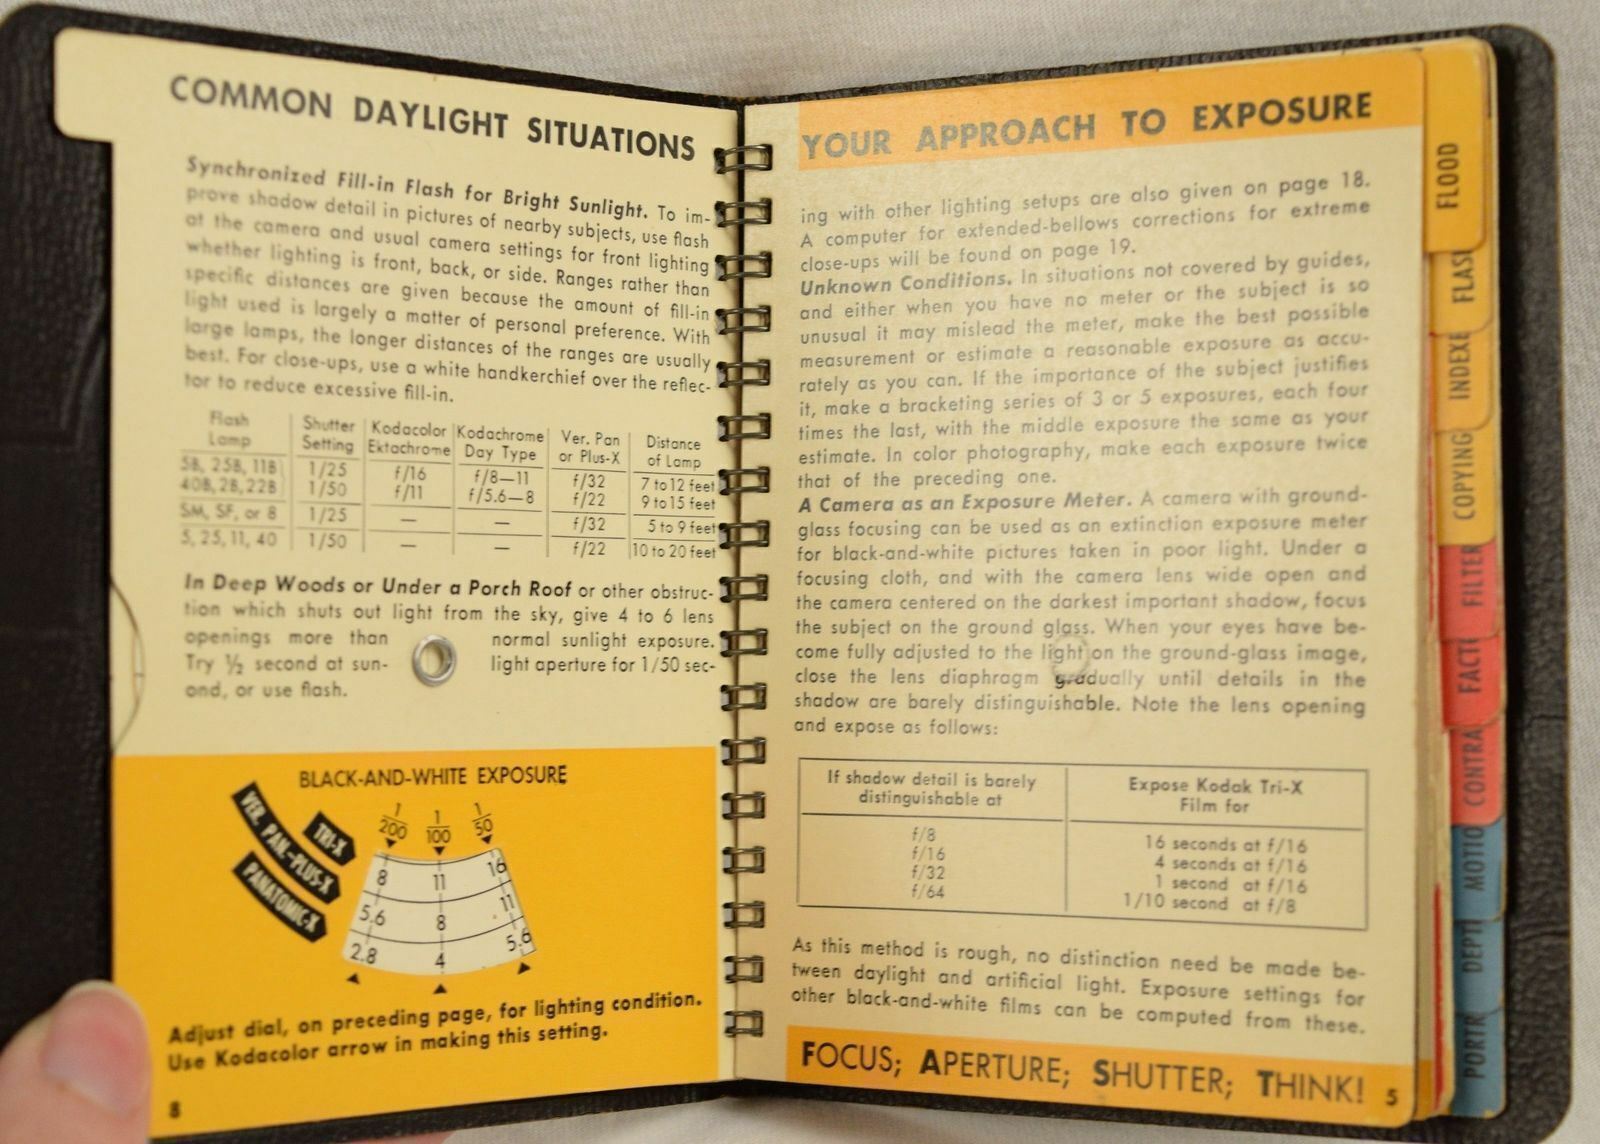 COMMON DAYLIGHT SITUATIONS
Synchronized Fill-in Flash for Bright Sunlight. To im-
prove shadow detail in pictures of nearby subjects, use flash
at the camera and usual camera settings for front lighting
whether lighting is front, back, or side. Ranges rather than
specific distances are given because the amount of fill-in
light used is largely a matter of personal preference. With
large lamps, the longer distances of the ranges are usually
best. For close-ups, use a white handkerchief over the reflec-
tor to reduce excessive fill-in.
Flash Lamp Shutter Setting Kodacolor Ektachrome Kodachrome Day Type Ver. Pan or Plus-X Distance of Lamp
5B, 25B, 11B 1/25 f/16 f/8—11 f/32 7 to 12 feet
40B, 2B, 22B 1/50 f/11 f/5.6—8 f/22 9 to 15 feet
SM, SF, or 8 1/25 — — f/32 5 to 9 feet
5, 25, 11, 40 1/50 — — f/22 10 to 20 feet
In Deep Woods or Under a Porch Roof or other obstruc-
tion which shuts out light from the sky, give 4 to 6 lens
openings more than normal sunlight exposure.
Try ½ second at sun- light aperture for 1/50 sec-
ond, or use flash.
BLACK-AND-WHITE EXPOSURE
1/200 1/100 1/50
TRI-X
VER. PAN.-PLUS-X
PANATOMIC-X
8 11 16
5.6 8 11
2.8 4 5.6
Adjust dial, on preceding page, for lighting condition.
Use Kodacolor arrow in making this setting.
8
YOUR APPROACH TO EXPOSURE
ing with other lighting setups are also given on page 18.
A computer for extended-bellows corrections for extreme
close-ups will be found on page 19.
Unknown Conditions. In situations not covered by guides,
and either when you have no meter or the subject is so
unusual it may mislead the meter, make the best possible
measurement or estimate a reasonable exposure as accu-
rately as you can. If the importance of the subject justifies
it, make a bracketing series of 3 or 5 exposures, each four
times the last, with the middle exposure the same as your
estimate. In color photography, make each exposure twice
that of the preceding one.
A Camera as an Exposure Meter. A camera with ground-
glass focusing can be used as an extinction exposure meter
for black-and-white pictures taken in poor light. Under a
focusing cloth, and with the camera lens wide open and
the camera centered on the darkest important shadow, focus
the subject on the ground glass. When your eyes have be-
come fully adjusted to the light on the ground-glass image,
close the lens diaphragm gradually until details in the
shadow are barely distinguishable. Note the lens opening
and expose as follows:
If shadow detail is barely Expose Kodak Tri-X
distinguishable at Film for
f/8 16 seconds at f/16
f/16 4 seconds at f/16
f/32 1 second at f/16
f/64 1/10 second at f/8
As this method is rough, no distinction need be made be-
tween daylight and artificial light. Exposure settings for
other black-and-white films can be computed from these.
FOCUS; APERTURE; SHUTTER; THINK!
5
FLOOD
FLASH
INDEXE
COPYING
FILTER
FACT
CONTRA
MOTIO
DEPT
PORTR